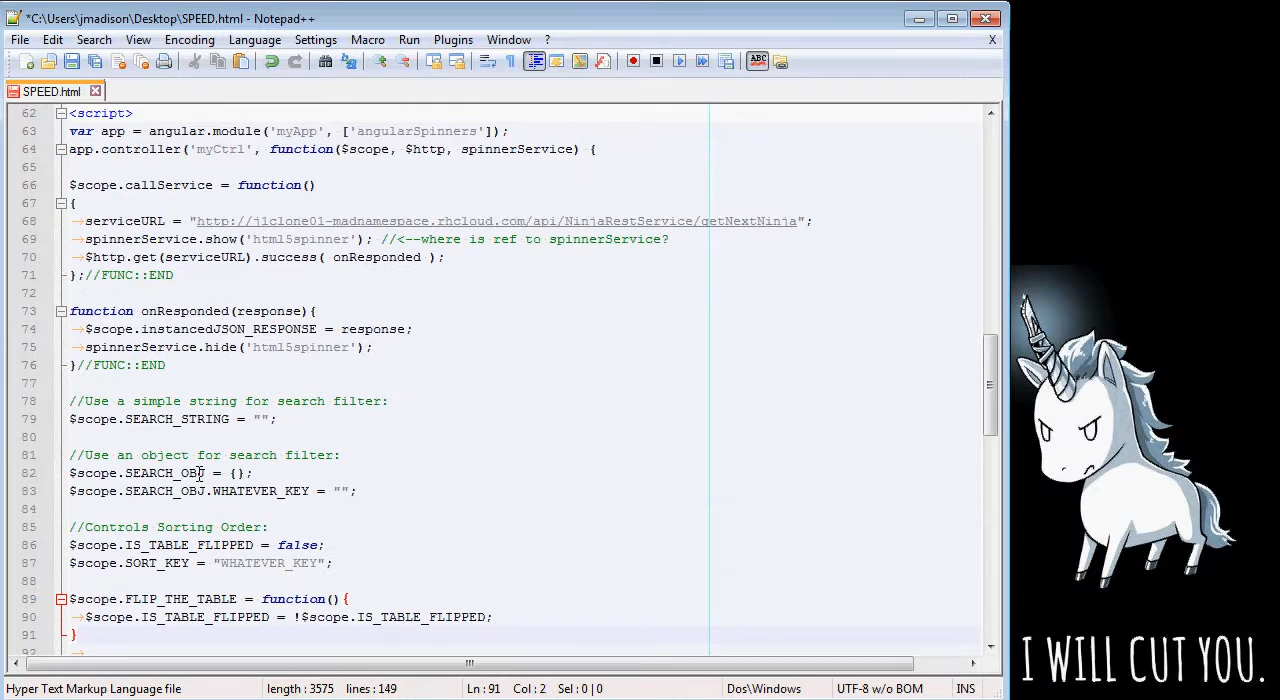 *C:\Users\jmadison\Desktop\SPEED.html - Notepad++
File Edit Search View Encoding Language Settings Macro Run Plugins Window ? X
ABC
SPEED.html
62 <script>
63 var app = angular.module('myApp', ['angularSpinners']);
64 app.controller('myCtrl', function($scope, $http, spinnerService) {
65
66 $scope.callService = function()
67 {
68 serviceURL = "http://j1clone01-madnamespace.rhcloud.com/api/NinjaRestService/getNextNinja";
69 spinnerService.show('html5spinner'); //<--where is ref to spinnerService?
70 $http.get(serviceURL).success( onResponded );
71 };//FUNC::END
72
73 function onResponded(response){
74 $scope.instancedJSON_RESPONSE = response;
75 spinnerService.hide('html5spinner');
76 }//FUNC::END
77
78 //Use a simple string for search filter:
79 $scope.SEARCH_STRING = "";
80
81 //Use an object for search filter:
82 $scope.SEARCH_OBJ = {};
83 $scope.SEARCH_OBJ.WHATEVER_KEY = "";
84
85 //Controls Sorting Order:
86 $scope.IS_TABLE_FLIPPED = false;
87 $scope.SORT_KEY = "WHATEVER_KEY";
88
89 $scope.FLIP_THE_TABLE = function(){
90 $scope.IS_TABLE_FLIPPED = !$scope.IS_TABLE_FLIPPED;
91 }
92
Hyper Text Markup Language file length : 3575 lines : 149 Ln : 91 Col : 2 Sel : 0 | 0 Dos\Windows UTF-8 w/o BOM INS
I WILL CUT YOU.